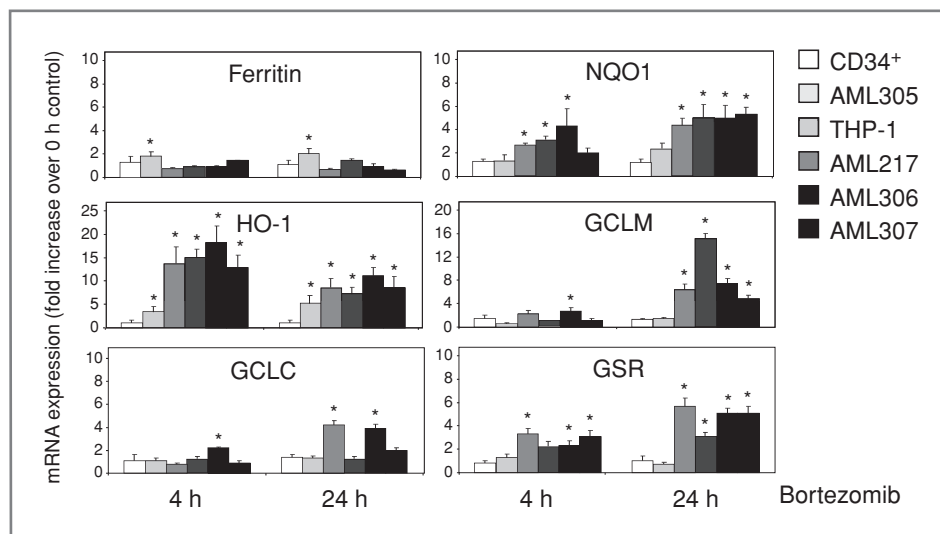 mRNA expression (fold increase over 0 h control)
Ferritin
10
8
6
4
2
0
*
*
NQO1
10
8
6
4
2
0
* * *
* * * *
HO-1
25
20
15
10
5
0
* * * * *
* * * * *
GCLM
20
16
12
8
4
0
*
* * * *
GCLC
10
8
6
4
2
0
*
* *
GSR
10
8
6
4
2
0
* * *
* * * *
4 h 24 h 4 h 24 h Bortezomib
CD34+
AML305
THP-1
AML217
AML306
AML307